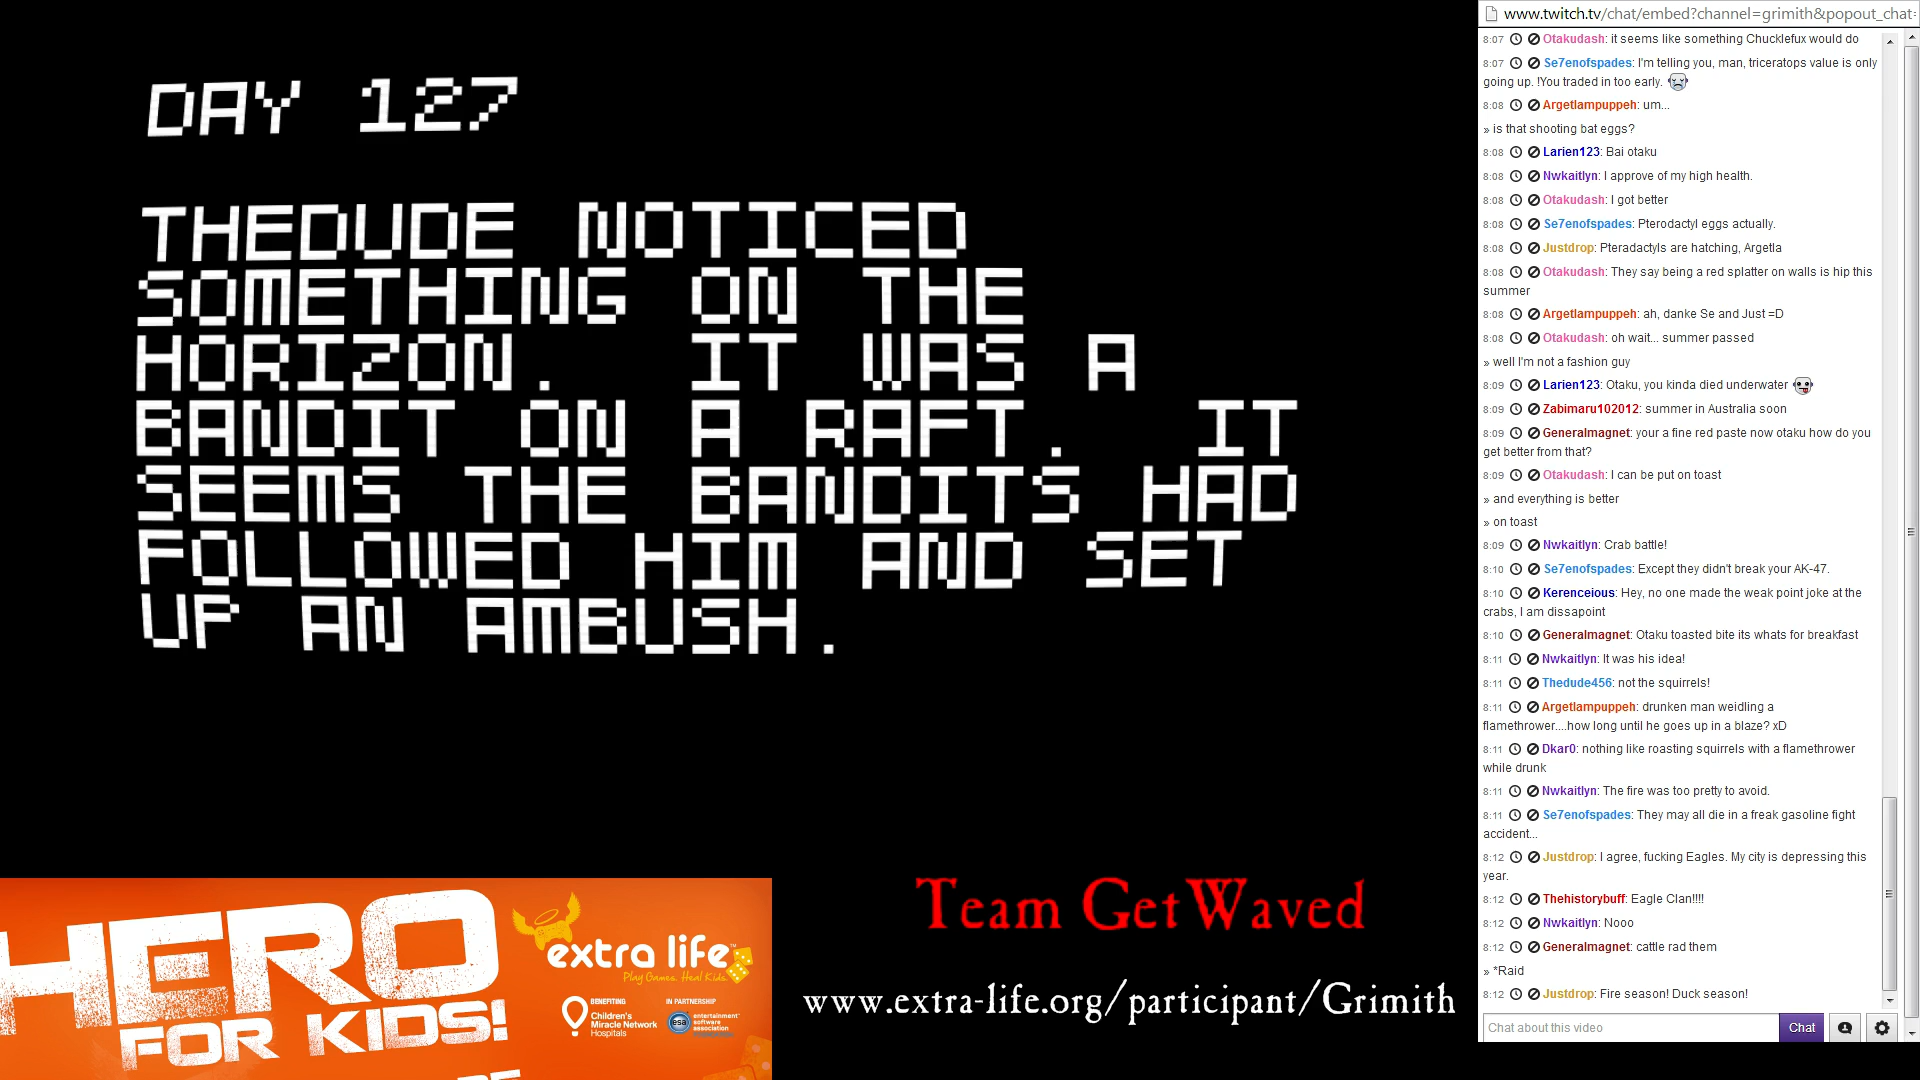 DAY 127
THEDUDE NOTICED
SOMETHING ON THE
HORIZON. IT WAS A
BANDIT ON A RAFT. IT
SEEMS THE BANDITS HAD
FOLLOWED HIM AND SET
UP AN AMBUSH.
HERO
FOR KIDS!
extra life™
Play Games. Heal Kids.
BENEFITING
Children's
Miracle Network
Hospitals
IN PARTNERSHIP
esa entertainment
software
association
Team GetWaved
www.extra-life.org/participant/Grimith
www.twitch.tv/chat/embed?channel=grimith&popout_chat=
8:07 Otakudash: it seems like something Chucklefux would do
8:07 Se7enofspades: I'm telling you, man, triceratops value is only
going up. !You traded in too early.
8:08 Argetlampuppeh: um...
» is that shooting bat eggs?
8:08 Larien123: Bai otaku
8:08 Nwkaitlyn: I approve of my high health.
8:08 Otakudash: I got better
8:08 Se7enofspades: Pterodactyl eggs actually.
8:08 Justdrop: Pteradactyls are hatching, Argetla
8:08 Otakudash: They say being a red splatter on walls is hip this
summer
8:08 Argetlampuppeh: ah, danke Se and Just =D
8:08 Otakudash: oh wait... summer passed
» well I'm not a fashion guy
8:09 Larien123: Otaku, you kinda died underwater
8:09 Zabimaru102012: summer in Australia soon
8:09 Generalmagnet: your a fine red paste now otaku how do you
get better from that?
8:09 Otakudash: I can be put on toast
» and everything is better
» on toast
8:09 Nwkaitlyn: Crab battle!
8:10 Se7enofspades: Except they didn't break your AK-47.
8:10 Kerenceious: Hey, no one made the weak point joke at the
crabs, I am dissapoint
8:10 Generalmagnet: Otaku toasted bite its whats for breakfast
8:11 Nwkaitlyn: It was his idea!
8:11 Thedude456: not the squirrels!
8:11 Argetlampuppeh: drunken man weidling a
flamethrower....how long until he goes up in a blaze? xD
8:11 Dkar0: nothing like roasting squirrels with a flamethrower
while drunk
8:11 Nwkaitlyn: The fire was too pretty to avoid.
8:11 Se7enofspades: They may all die in a freak gasoline fight
accident...
8:12 Justdrop: I agree, fucking Eagles. My city is depressing this
year.
8:12 Thehistorybuff: Eagle Clan!!!!
8:12 Nwkaitlyn: Nooo
8:12 Generalmagnet: cattle rad them
» *Raid
8:12 Justdrop: Fire season! Duck season!
Chat about this video
Chat